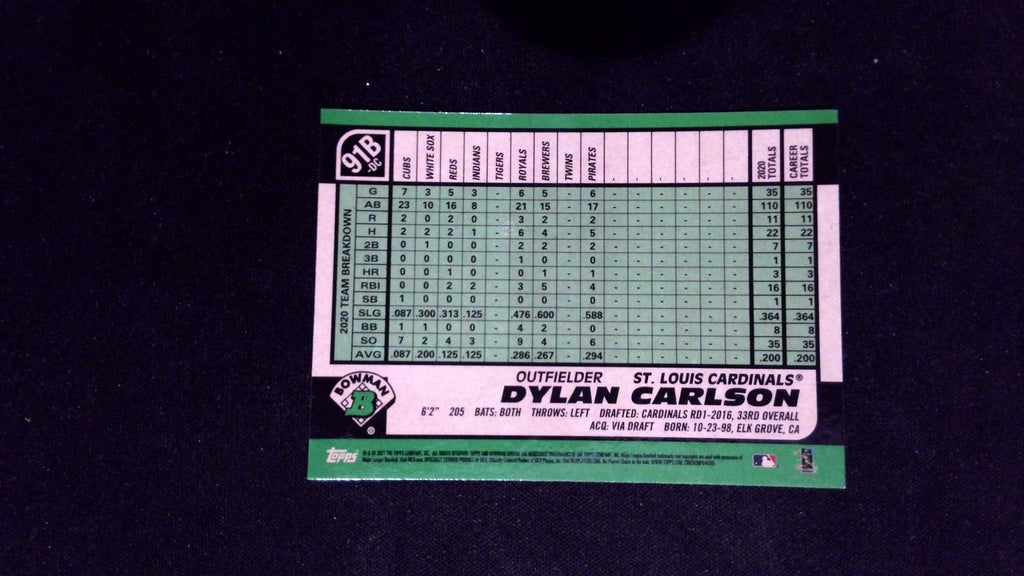 91B
-DC
CUBS WHITE SOX REDS INDIANS TIGERS ROYALS BREWERS TWINS PIRATES - - - - - - 2020 TOTALS CAREER TOTALS
2020 TEAM BREAKDOWN
G 7 3 5 3 - 6 5 - 6 - - - - - - 35 35
AB 23 10 16 8 - 21 15 - 17 - - - - - - 110 110
R 2 0 2 0 - 3 2 - 2 - - - - - - 11 11
H 2 2 2 1 - 6 4 - 5 - - - - - - 22 22
2B 0 1 0 0 - 2 2 - 2 - - - - - - 7 7
3B 0 0 0 0 - 1 0 - 0 - - - - - - 1 1
HR 0 0 1 0 - 0 1 - 1 - - - - - - 3 3
RBI 0 0 2 2 - 3 5 - 4 - - - - - - 16 16
SB 1 0 0 0 - 0 0 - 0 - - - - - - 1 1
SLG .087 .300 .313 .125 - .476 .600 - .588 - - - - - - .364 .364
BB 1 1 0 0 - 4 2 - 0 - - - - - - 8 8
SO 7 2 4 3 - 9 4 - 6 - - - - - - 35 35
AVG .087 .200 .125 .125 - .286 .267 - .294 - - - - - - .200 .200
BOWMAN
B
®
OUTFIELDER ST. LOUIS CARDINALS®
DYLAN CARLSON
6'2" 205 BATS: BOTH THROWS: LEFT DRAFTED: CARDINALS RD1-2016, 33RD OVERALL
ACQ: VIA DRAFT BORN: 10-23-98, ELK GROVE, CA
Topps